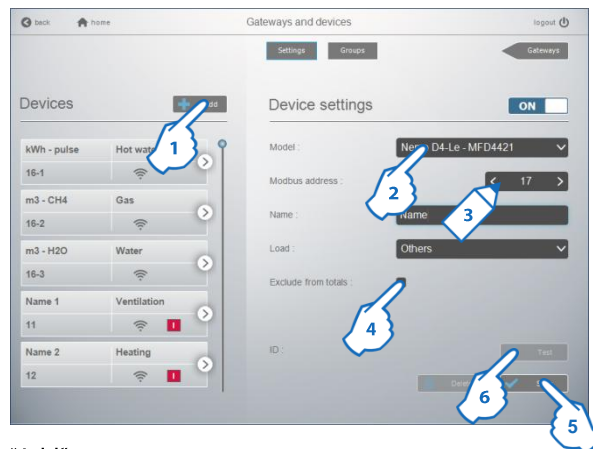 back home Gateways and devices logout
Settings Groups Gateways
Devices
Device settings ON
1
kWh - pulse
16-1
m3 - CH4 Gas
16-2
m3 - H2O Water
16-3
Name 1 Ventilation
11 I
Name 2 Heating
12 I
Model :
Nemo D4-Le - MFD4421
2
Modbus address :
< 17 >
3
Name :
Name
Load :
Others
Exclude from totals :
4
ID :
Test
6
5